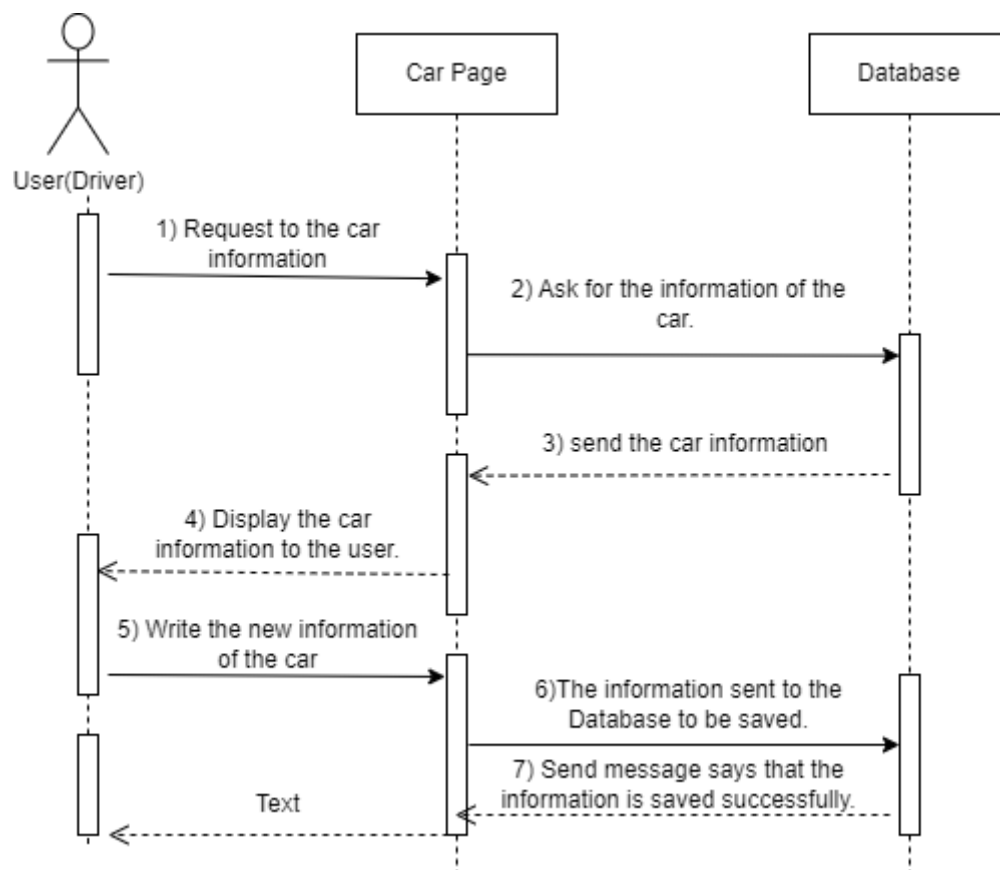 Car Page
Database
User(Driver)
1) Request to the car
information
2) Ask for the information of the
car.
3) send the car information
4) Display the car
information to the user.
5) Write the new information
of the car
6)The information sent to the
Database to be saved.
7) Send message says that the
information is saved successfully.
Text